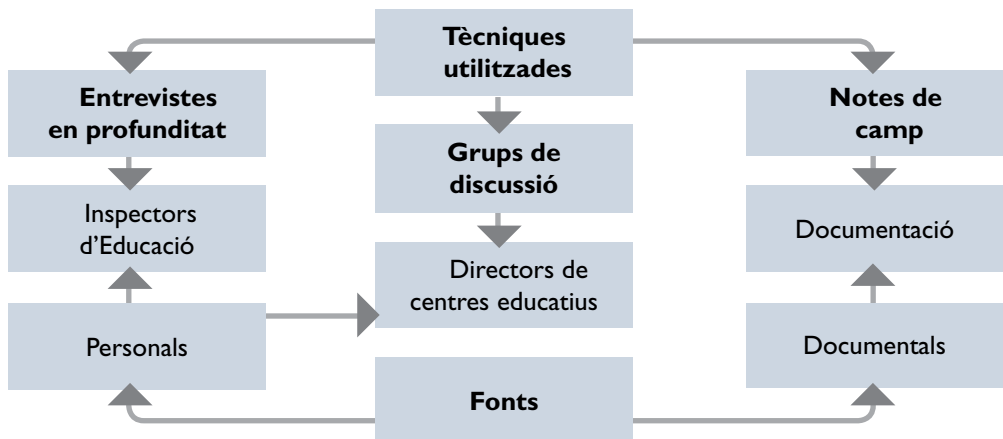 Tècniques
utilitzades
Entrevistes
en profunditat
Grups de
discussió
Notes de
camp
Inspectors
d’Educació
Directors de
centres educatius
Documentació
Personals
Documentals
Fonts